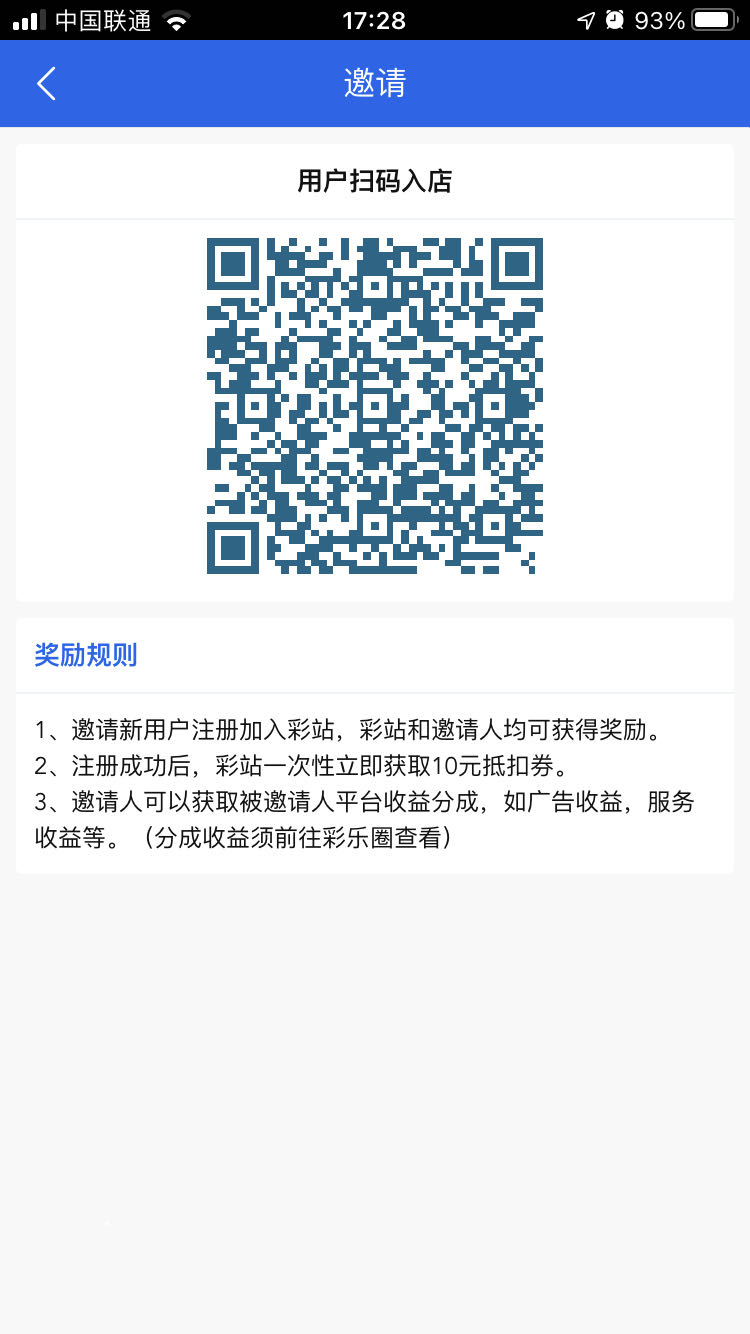 中国联通
17:28
93%
邀请
用户扫码入店
奖励规则
1、邀请新用户注册加入彩站，彩站和邀请人均可获得奖励。
2、注册成功后，彩站一次性立即获取10元抵扣券。
3、邀请人可以获取被邀请人平台收益分成，如广告收益，服务
收益等。（分成收益须前往彩乐圈查看）